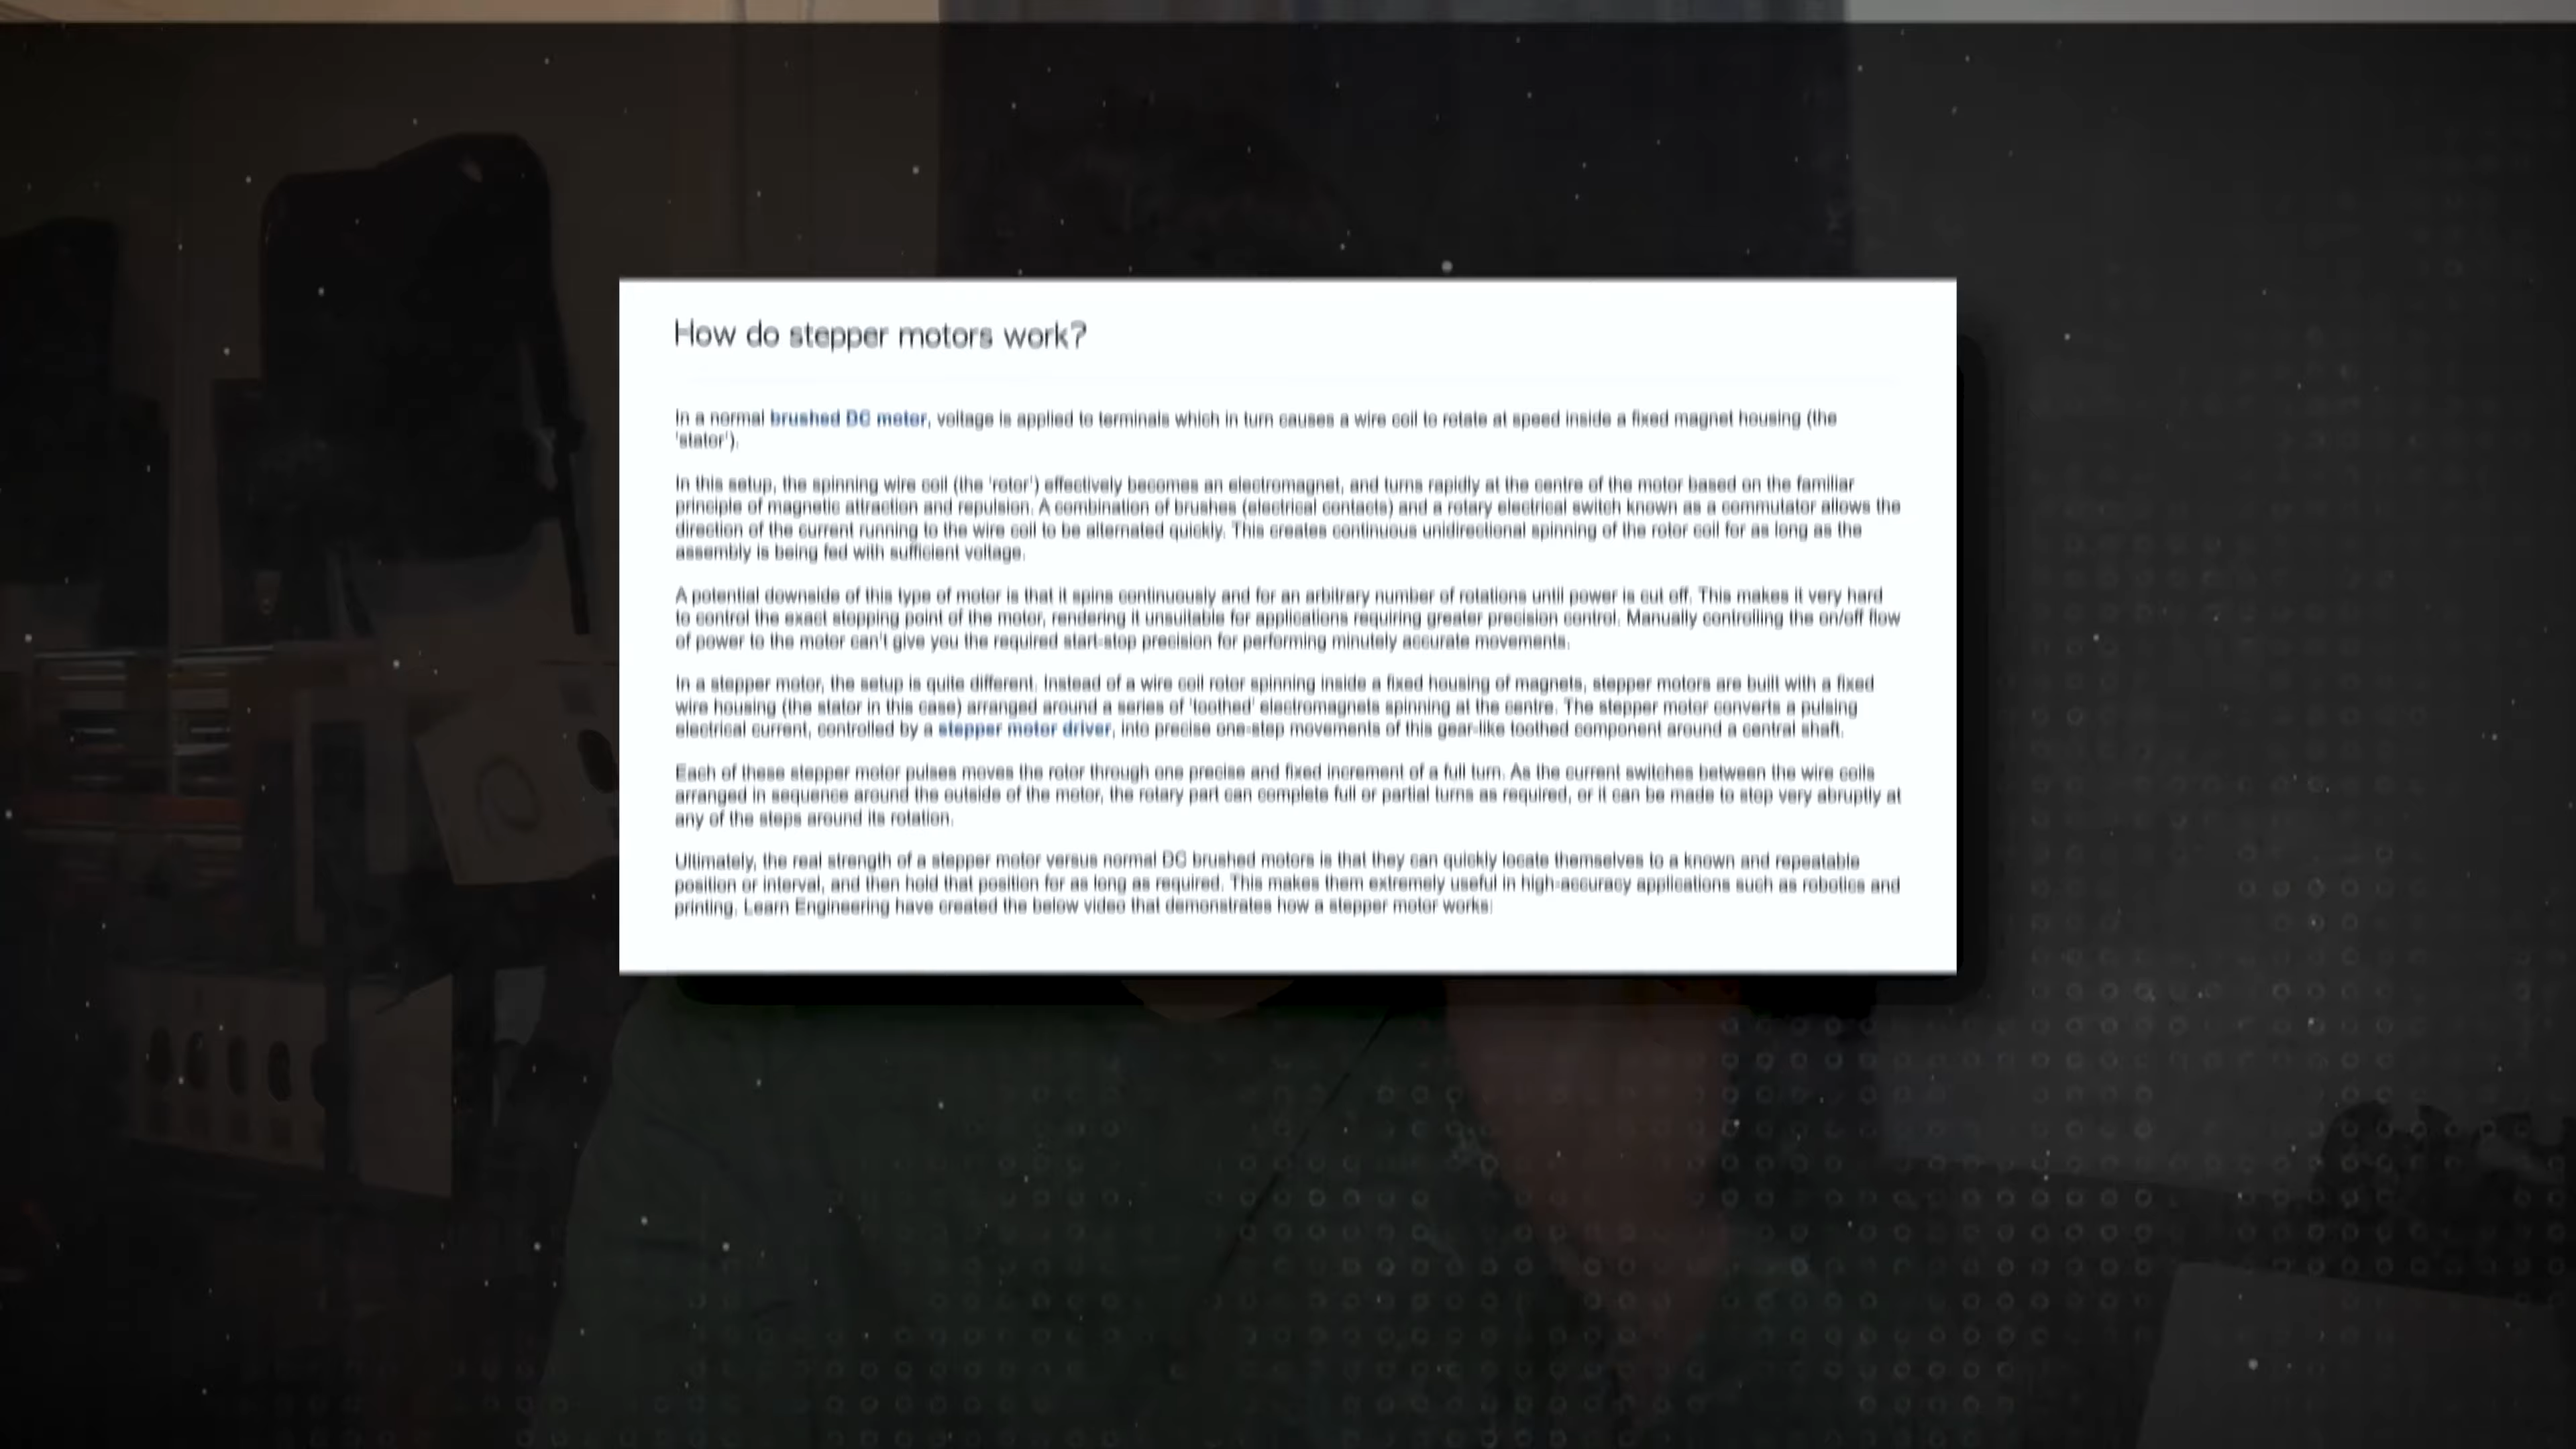 How do stepper motors work?
In a normal brushed DC motor, voltage is applied to terminals which in turn causes a wire coil to rotate at speed inside a fixed magnet housing (the
'stator').
In this setup, the spinning wire coil (the 'rotor') effectively becomes an electromagnet, and turns rapidly at the centre of the motor based on the familiar
principle of magnetic attraction and repulsion. A combination of brushes (electrical contacts) and a rotary electrical switch known as a commutator allows the
direction of the current running to the wire coil to be alternated quickly. This creates continuous unidirectional spinning of the rotor coil for as long as the
assembly is being fed with sufficient voltage.
A potential downside of this type of motor is that it spins continuously and for an arbitrary number of rotations until power is cut off. This makes it very hard
to control the exact stopping point of the motor, rendering it unsuitable for applications requiring greater precision control. Manually controlling the on/off flow
of power to the motor can't give you the required start-stop precision for performing minutely accurate movements.
In a stepper motor, the setup is quite different. Instead of a wire coil rotor spinning inside a fixed housing of magnets, stepper motors are built with a fixed
wire housing (the stator in this case) arranged around a series of 'toothed' electromagnets spinning at the centre. The stepper motor converts a pulsing
electrical current, controlled by a stepper motor driver, into precise one-step movements of this gear-like toothed component around a central shaft.
Each of these stepper motor pulses moves the rotor through one precise and fixed increment of a full turn. As the current switches between the wire coils
arranged in sequence around the outside of the motor, the rotary part can complete full or partial turns as required, or it can be made to stop very abruptly at
any of the steps around its rotation.
Ultimately, the real strength of a stepper motor versus normal DC brushed motors is that they can quickly locate themselves to a known and repeatable
position or interval, and then hold that position for as long as required. This makes them extremely useful in high-accuracy applications such as robotics and
printing. Learn Engineering have created the below video that demonstrates how a stepper motor works: